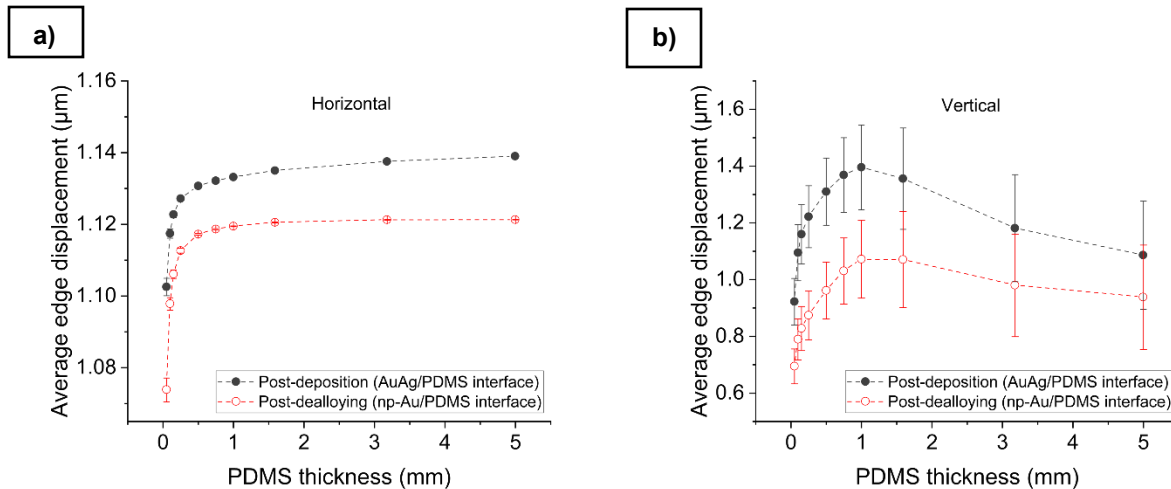 a)
Horizontal
Average edge displacement (µm)
1.16
1.14
1.12
1.10
1.08
0 1 2 3 4 5
PDMS thickness (mm)
Post-deposition (AuAg/PDMS interface)
Post-dealloying (np-Au/PDMS interface)
b)
Vertical
Average edge displacement (µm)
1.6
1.4
1.2
1.0
0.8
0.6
0 1 2 3 4 5
PDMS thickness (mm)
Post-deposition (AuAg/PDMS interface)
Post-dealloying (np-Au/PDMS interface)